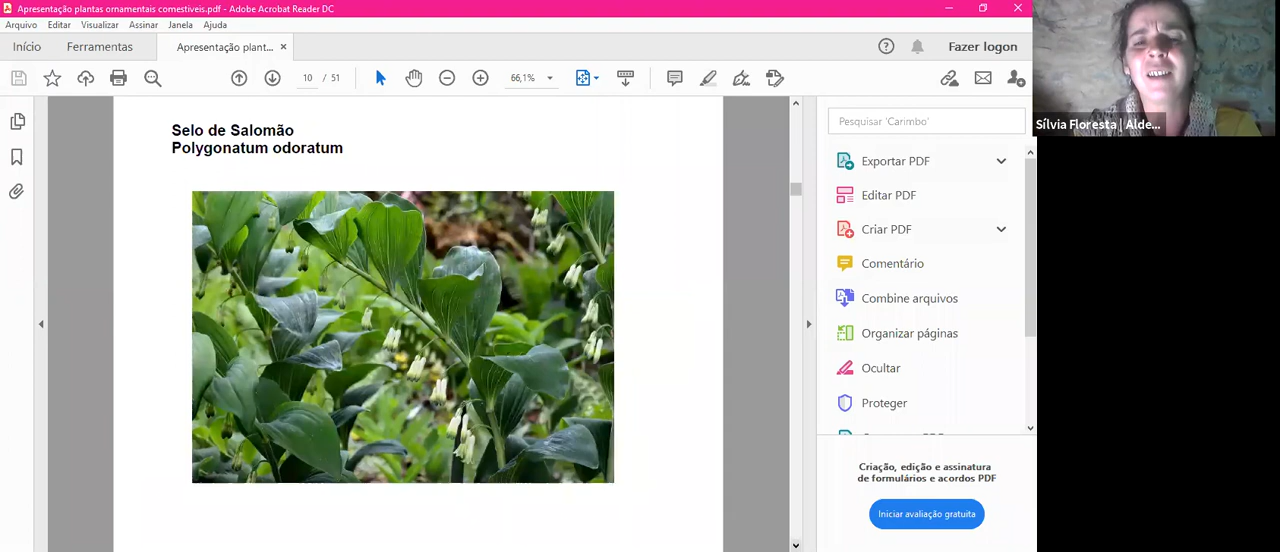 Apresentação plantas ornamentais comestiveis.pdf - Adobe Acrobat Reader DC
Arquivo Editar Visualizar Assinar Janela Ajuda
Início Ferramentas Apresentação plant... Fazer logon
10 / 51 66,1%
Selo de Salomão
Polygonatum odoratum
Pesquisar 'Carimbo'
Exportar PDF
Editar PDF
Criar PDF
Comentário
Combine arquivos
Organizar páginas
Ocultar
Proteger
Criação, edição e assinatura
de formulários e acordos PDF
Iniciar avaliação gratuita
Sílvia Floresta | Alde...